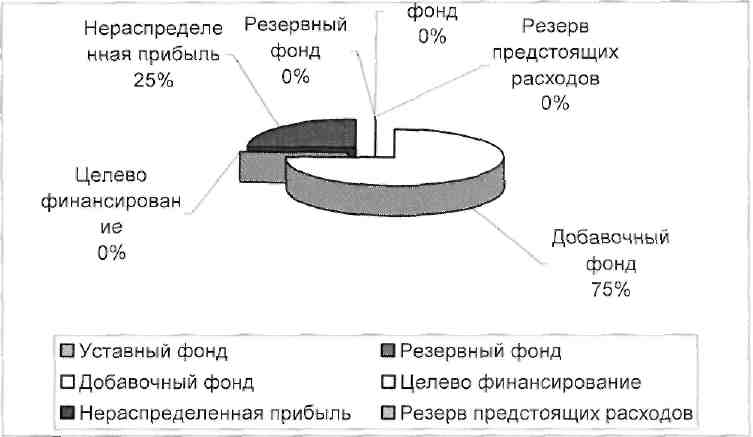 Нераспределе
нная прибыль
25%
Резервный
фонд
0%
фонд
0%
Резерв
предстоящих
расходов
0%
Целево
финансирован
ие
0%
Добавочный
фонд
75%
Уставный фонд
Резервный фонд
Добавочный фонд
Целево финансирование
Нераспределенная прибыль
Резерв предстоящих расходов